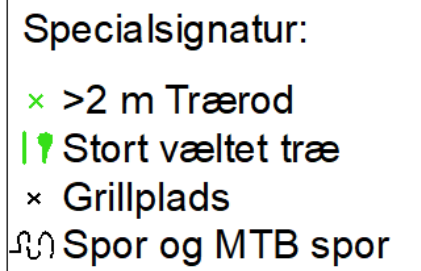 Specialsignatur:
>2 m Trærod
Stort væltet træ
Grillplads
Spor og MTB spor